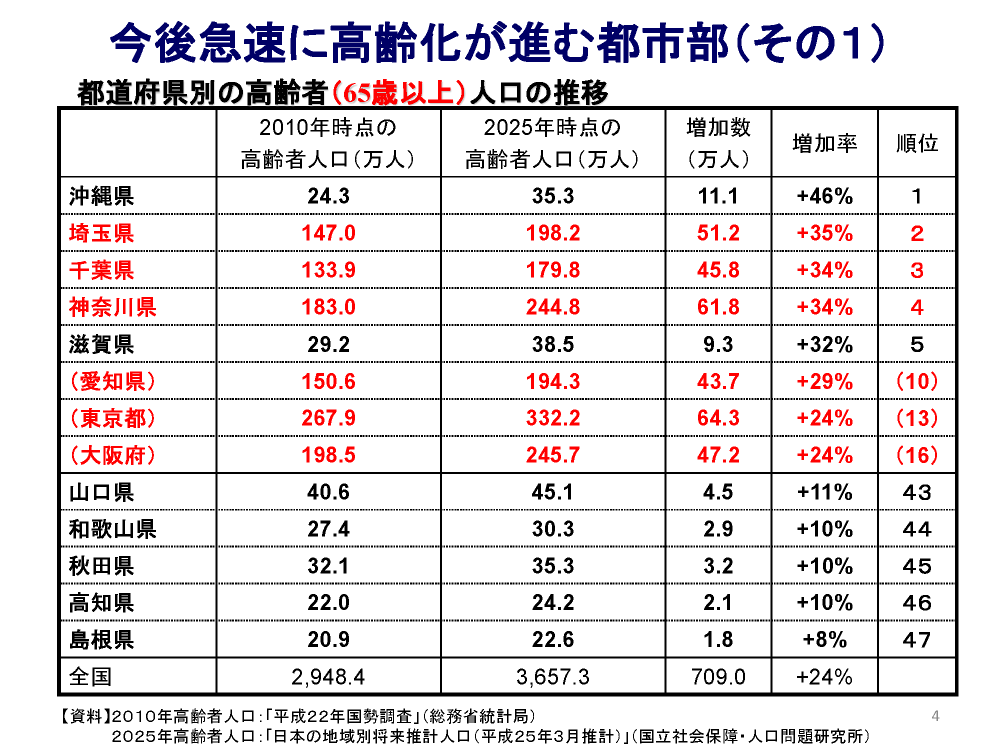 今後急速に高齢化が進む都市部（その１）
都道府県別の高齢者（65歳以上）人口の推移
2010年時点の高齢者人口（万人） 2025年時点の高齢者人口（万人） 増加数（万人） 増加率 順位
沖縄県 24.3 35.3 11.1 +46% １
埼玉県 147.0 198.2 51.2 +35% ２
千葉県 133.9 179.8 45.8 +34% ３
神奈川県 183.0 244.8 61.8 +34% ４
滋賀県 29.2 38.5 9.3 +32% ５
（愛知県） 150.6 194.3 43.7 +29% （10）
（東京都） 267.9 332.2 64.3 +24% （13）
（大阪府） 198.5 245.7 47.2 +24% （16）
山口県 40.6 45.1 4.5 +11% ４３
和歌山県 27.4 30.3 2.9 +10% ４４
秋田県 32.1 35.3 3.2 +10% ４５
高知県 22.0 24.2 2.1 +10% ４６
島根県 20.9 22.6 1.8 +8% ４７
全国 2,948.4 3,657.3 709.0 +24%
【資料】２０１０年高齢者人口：「平成２２年国勢調査」（総務省統計局）
２０２５年高齢者人口：「日本の地域別将来推計人口（平成２５年３月推計）」（国立社会保障・人口問題研究所）
4